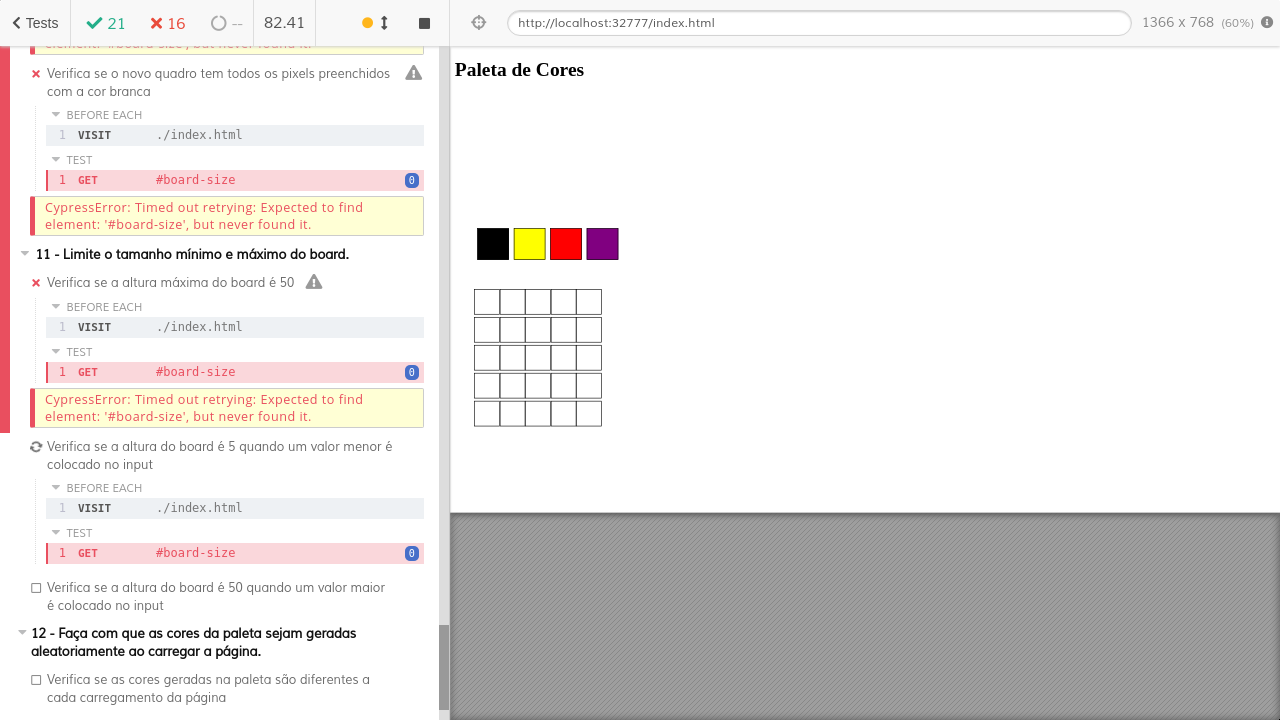 Tests
21
16
--
82.41
http://localhost:32777/index.html
1366 x 768 (60%)
element: '#board-size', but never found it.
Verifica se o novo quadro tem todos os pixels preenchidos
com a cor branca
BEFORE EACH
1 VISIT ./index.html
TEST
1 GET #board-size 0
CypressError: Timed out retrying: Expected to find
element: '#board-size', but never found it.
11 - Limite o tamanho mínimo e máximo do board.
Verifica se a altura máxima do board é 50
BEFORE EACH
1 VISIT ./index.html
TEST
1 GET #board-size 0
CypressError: Timed out retrying: Expected to find
element: '#board-size', but never found it.
Verifica se a altura do board é 5 quando um valor menor é
colocado no input
BEFORE EACH
1 VISIT ./index.html
TEST
1 GET #board-size 0
Verifica se a altura do board é 50 quando um valor maior
é colocado no input
12 - Faça com que as cores da paleta sejam geradas
aleatoriamente ao carregar a página.
Verifica se as cores geradas na paleta são diferentes a
cada carregamento da página
Paleta de Cores